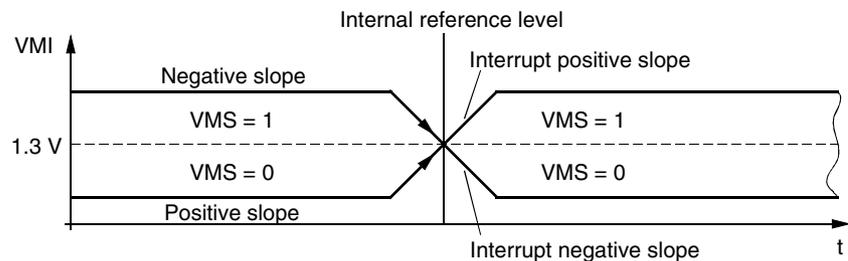 Internal reference level
VMI
Interrupt positive slope
Negative slope
VMS = 1
VMS = 1
1.3 V
VMS = 0
VMS = 0
Positive slope
Interrupt negative slope
t